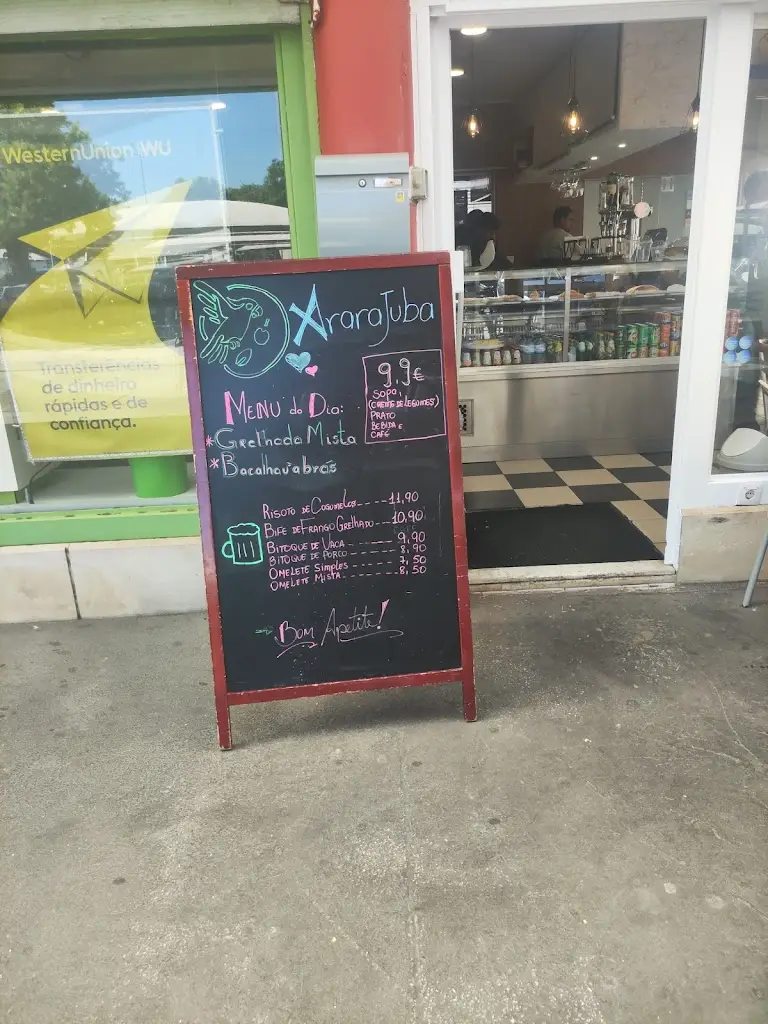 WesternUnion WU
Transferências
de dinheiro
rápidas e de
confiança.
AraraJuba
MENU do DIA:
*Grelhada Mista
*Bacalhau á brás
9,9€
SOPA,
(CREME DE LEGUMES)
PRATO
BEBIDA E
CAFÉ
RISOTO DE COGUMELOS----11,90
BIFE DE FRANGO GRELHADO---10,90
BITOQUE DE VACA--------9,90
BITOQUE DE PORCO--------8,90
OMELETE SIMPLES--------7,50
OMELETE MISTA.--------8,50
BOM Apetite!